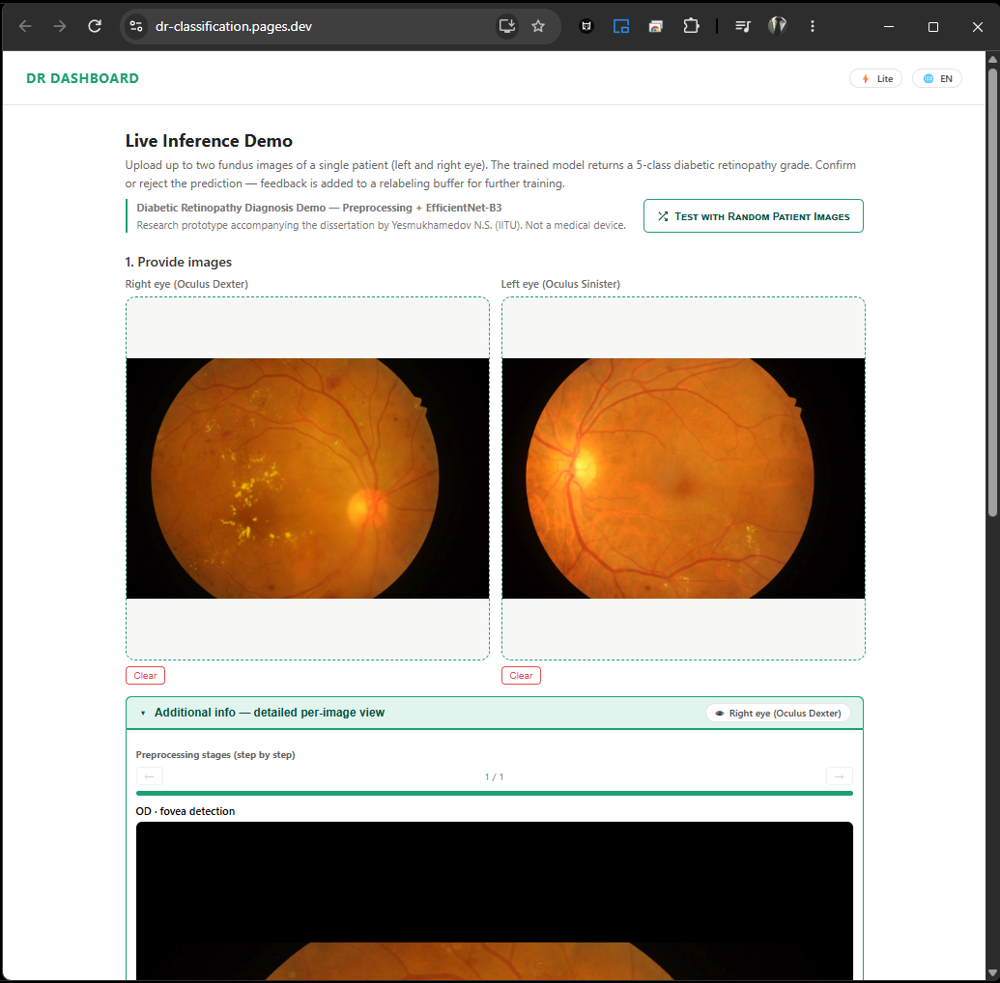 dr-classification.pages.dev
DR DASHBOARD
Lite
EN
Live Inference Demo
Upload up to two fundus images of a single patient (left and right eye). The trained model returns a 5-class diabetic retinopathy grade. Confirm
or reject the prediction — feedback is added to a relabeling buffer for further training.
Diabetic Retinopathy Diagnosis Demo — Preprocessing + EfficientNet-B3
Research prototype accompanying the dissertation by Yesmukhamedov N.S. (IITU). Not a medical device.
Test with Random Patient Images
1. Provide images
Right eye (Oculus Dexter)
Left eye (Oculus Sinister)
Clear
Clear
Additional info — detailed per-image view
Right eye (Oculus Dexter)
Preprocessing stages (step by step)
← 1 / 1 →
OD · fovea detection